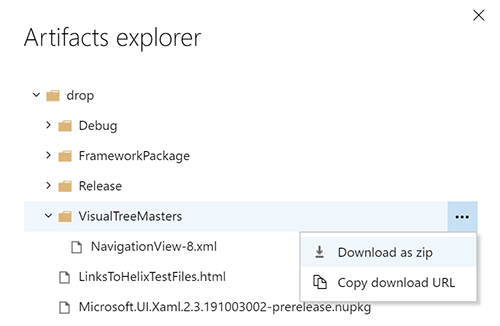 Artifacts explorer
drop
Debug
FrameworkPackage
Release
VisualTreeMasters
NavigationView-8.xml
Download as zip
LinksToHelixTestFiles.html
Copy download URL
Microsoft.UI.Xaml.2.3.191003002-prerelease.nupkg